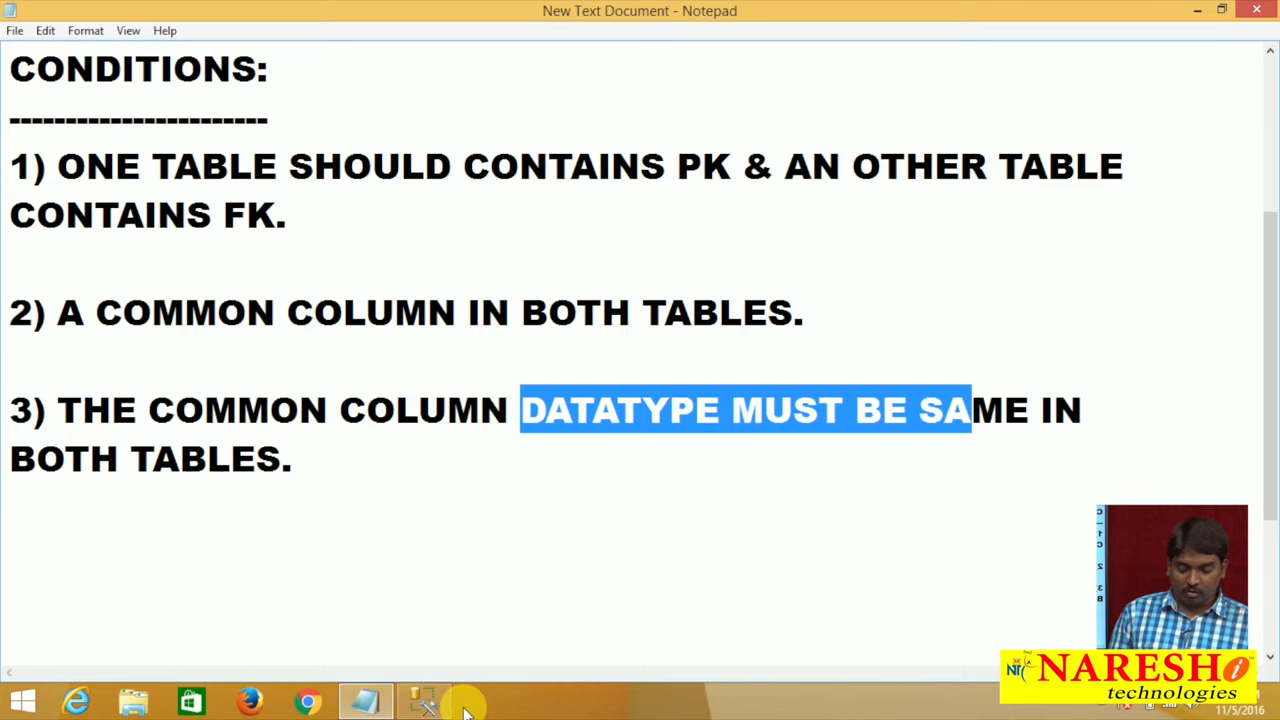 New Text Document - Notepad
File Edit Format View Help
CONDITIONS:
-----------------------
1) ONE TABLE SHOULD CONTAINS PK & AN OTHER TABLE
CONTAINS FK.
2) A COMMON COLUMN IN BOTH TABLES.
3) THE COMMON COLUMN DATATYPE MUST BE SAME IN
BOTH TABLES.
NARESH i
technologies
11/5/2016